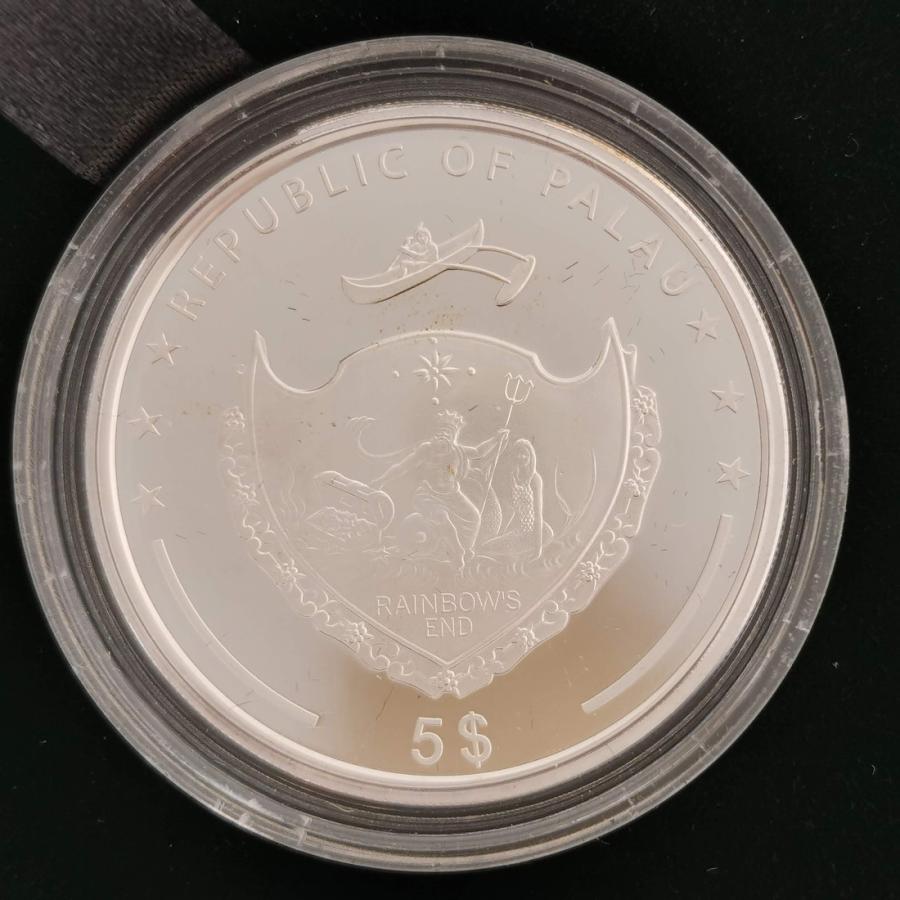 REPUBLIC OF PALAU
RAINBOW'S
END
5$